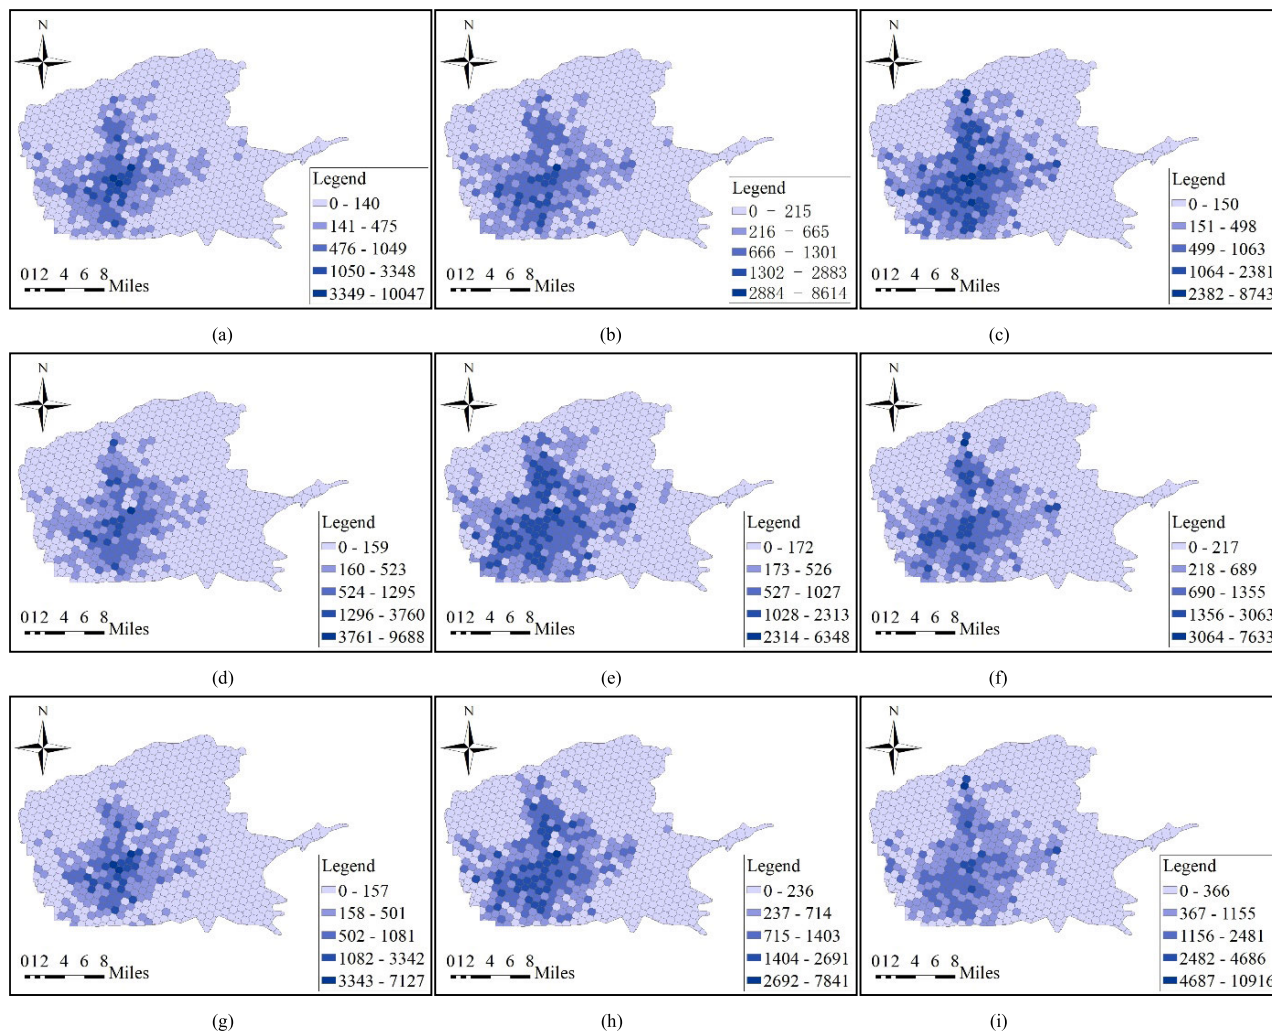 N
Legend
0 - 140
141 - 475
476 - 1049
1050 - 3348
3349 - 10047
012 4 6 8
Miles
(a)
N
Legend
0 - 215
216 - 665
666 - 1301
1302 - 2883
2884 - 8614
012 4 6 8
Miles
(b)
N
Legend
0 - 150
151 - 498
499 - 1063
1064 - 2381
2382 - 8743
012 4 6 8
Miles
(c)
N
Legend
0 - 159
160 - 523
524 - 1295
1296 - 3760
3761 - 9688
012 4 6 8
Miles
(d)
N
Legend
0 - 172
173 - 526
527 - 1027
1028 - 2313
2314 - 6348
012 4 6 8
Miles
(e)
N
Legend
0 - 217
218 - 689
690 - 1355
1356 - 3063
3064 - 7633
012 4 6 8
Miles
(f)
N
Legend
0 - 157
158 - 501
502 - 1081
1082 - 3342
3343 - 7127
012 4 6 8
Miles
(g)
N
Legend
0 - 236
237 - 714
715 - 1403
1404 - 2691
2692 - 7841
012 4 6 8
Miles
(h)
N
Legend
0 - 366
367 - 1155
1156 - 2481
2482 - 4686
4687 - 10916
012 4 6 8
Miles
(i)